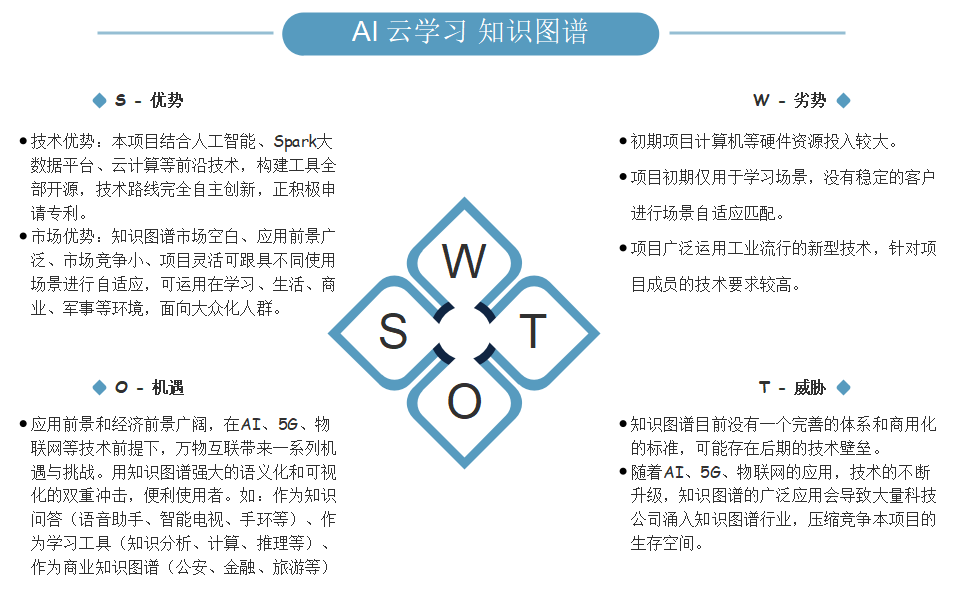 AI 云学习 知识图谱
S - 优势
技术优势：本项目结合人工智能、Spark大
数据平台、云计算等前沿技术，构建工具全
部开源，技术路线完全自主创新，正积极申
请专利。
市场优势：知识图谱市场空白、应用前景广
泛、市场竞争小、项目灵活可跟具不同使用
场景进行自适应，可运用在学习、生活、商
业、军事等环境，面向大众化人群。
W - 劣势
初期项目计算机等硬件资源投入较大。
项目初期仅用于学习场景，没有稳定的客户
进行场景自适应匹配。
项目广泛运用工业流行的新型技术，针对项
目成员的技术要求较高。
W
S
T
O
O - 机遇
应用前景和经济前景广阔，在AI、5G、物
联网等技术前提下，万物互联带来一系列机
遇与挑战。用知识图谱强大的语义化和可视
化的双重冲击，便利使用者。如：作为知识
问答（语音助手、智能电视、手环等）、作
为学习工具（知识分析、计算、推理等）、
作为商业知识图谱（公安、金融、旅游等）
T - 威胁
知识图谱目前没有一个完善的体系和商用化
的标准，可能存在后期的技术壁垒。
随着AI、5G、物联网的应用，技术的不断
升级，知识图谱的广泛应用会导致大量科技
公司涌入知识图谱行业，压缩竞争本项目的
生存空间。